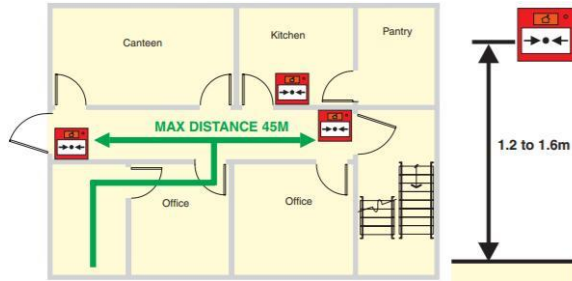 Canteen
Kitchen
Pantry
MAX DISTANCE 45M
1.2 to 1.6m
Office
Office